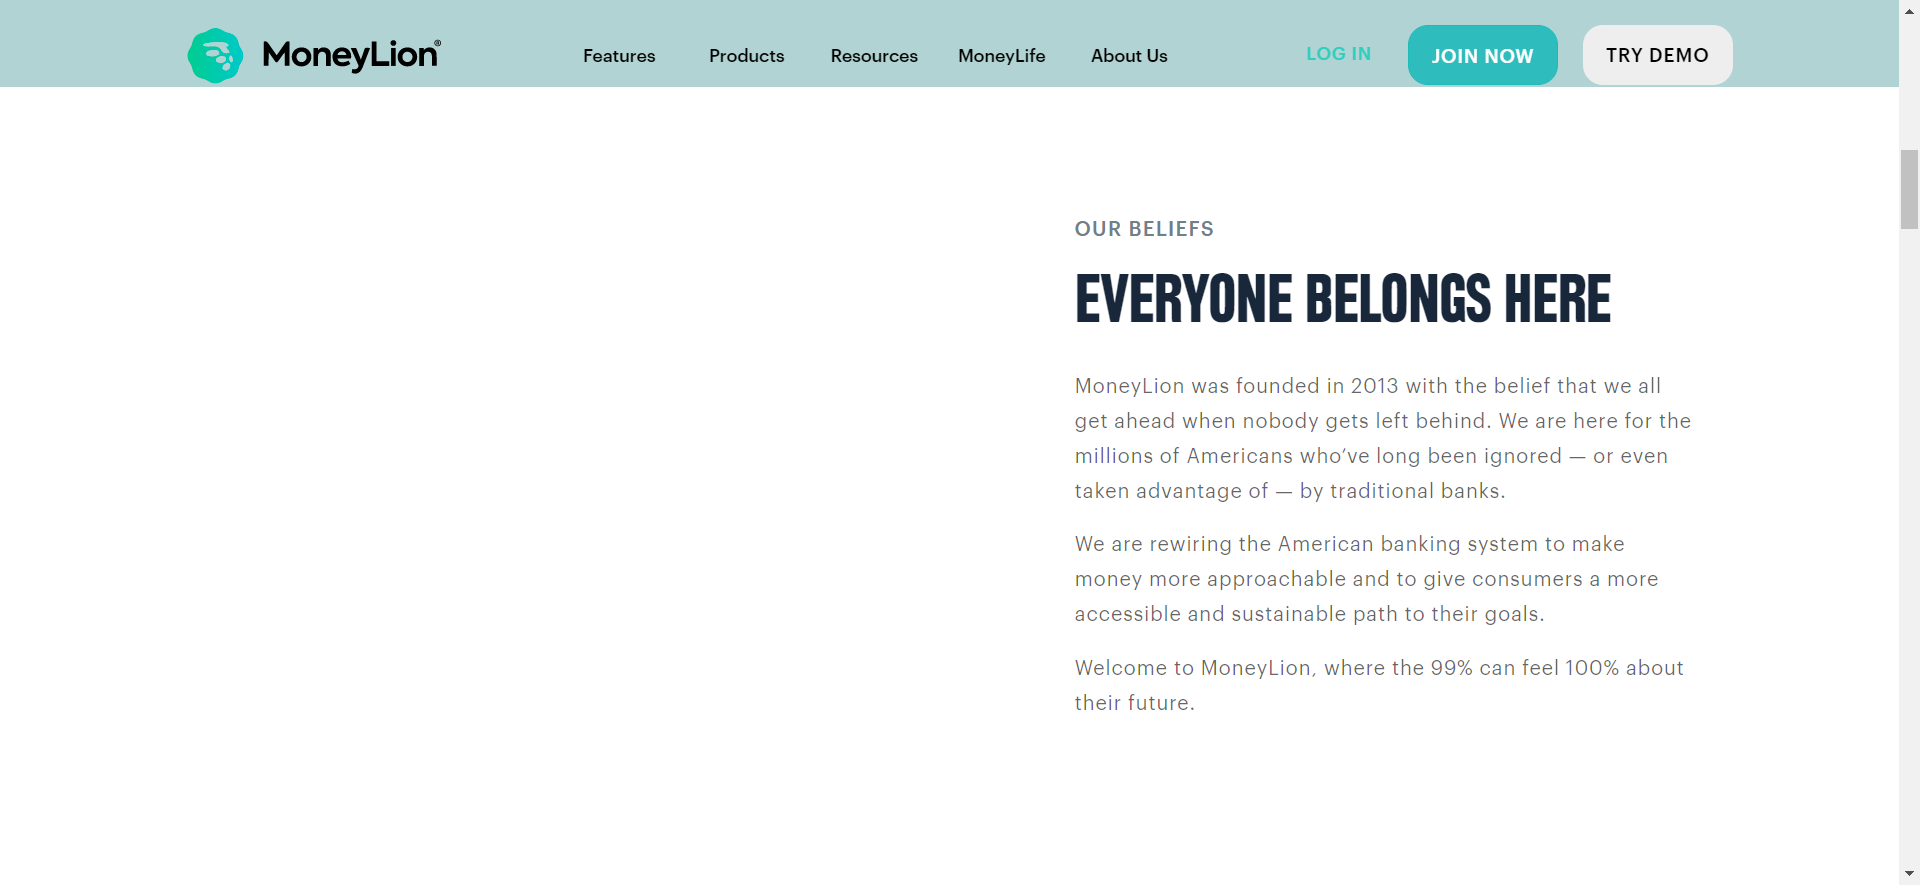 MoneyLion®
Features Products Resources MoneyLife About Us LOG IN JOIN NOW TRY DEMO
OUR BELIEFS
EVERYONE BELONGS HERE
MoneyLion was founded in 2013 with the belief that we all
get ahead when nobody gets left behind. We are here for the
millions of Americans who’ve long been ignored — or even
taken advantage of — by traditional banks.
We are rewiring the American banking system to make
money more approachable and to give consumers a more
accessible and sustainable path to their goals.
Welcome to MoneyLion, where the 99% can feel 100% about
their future.